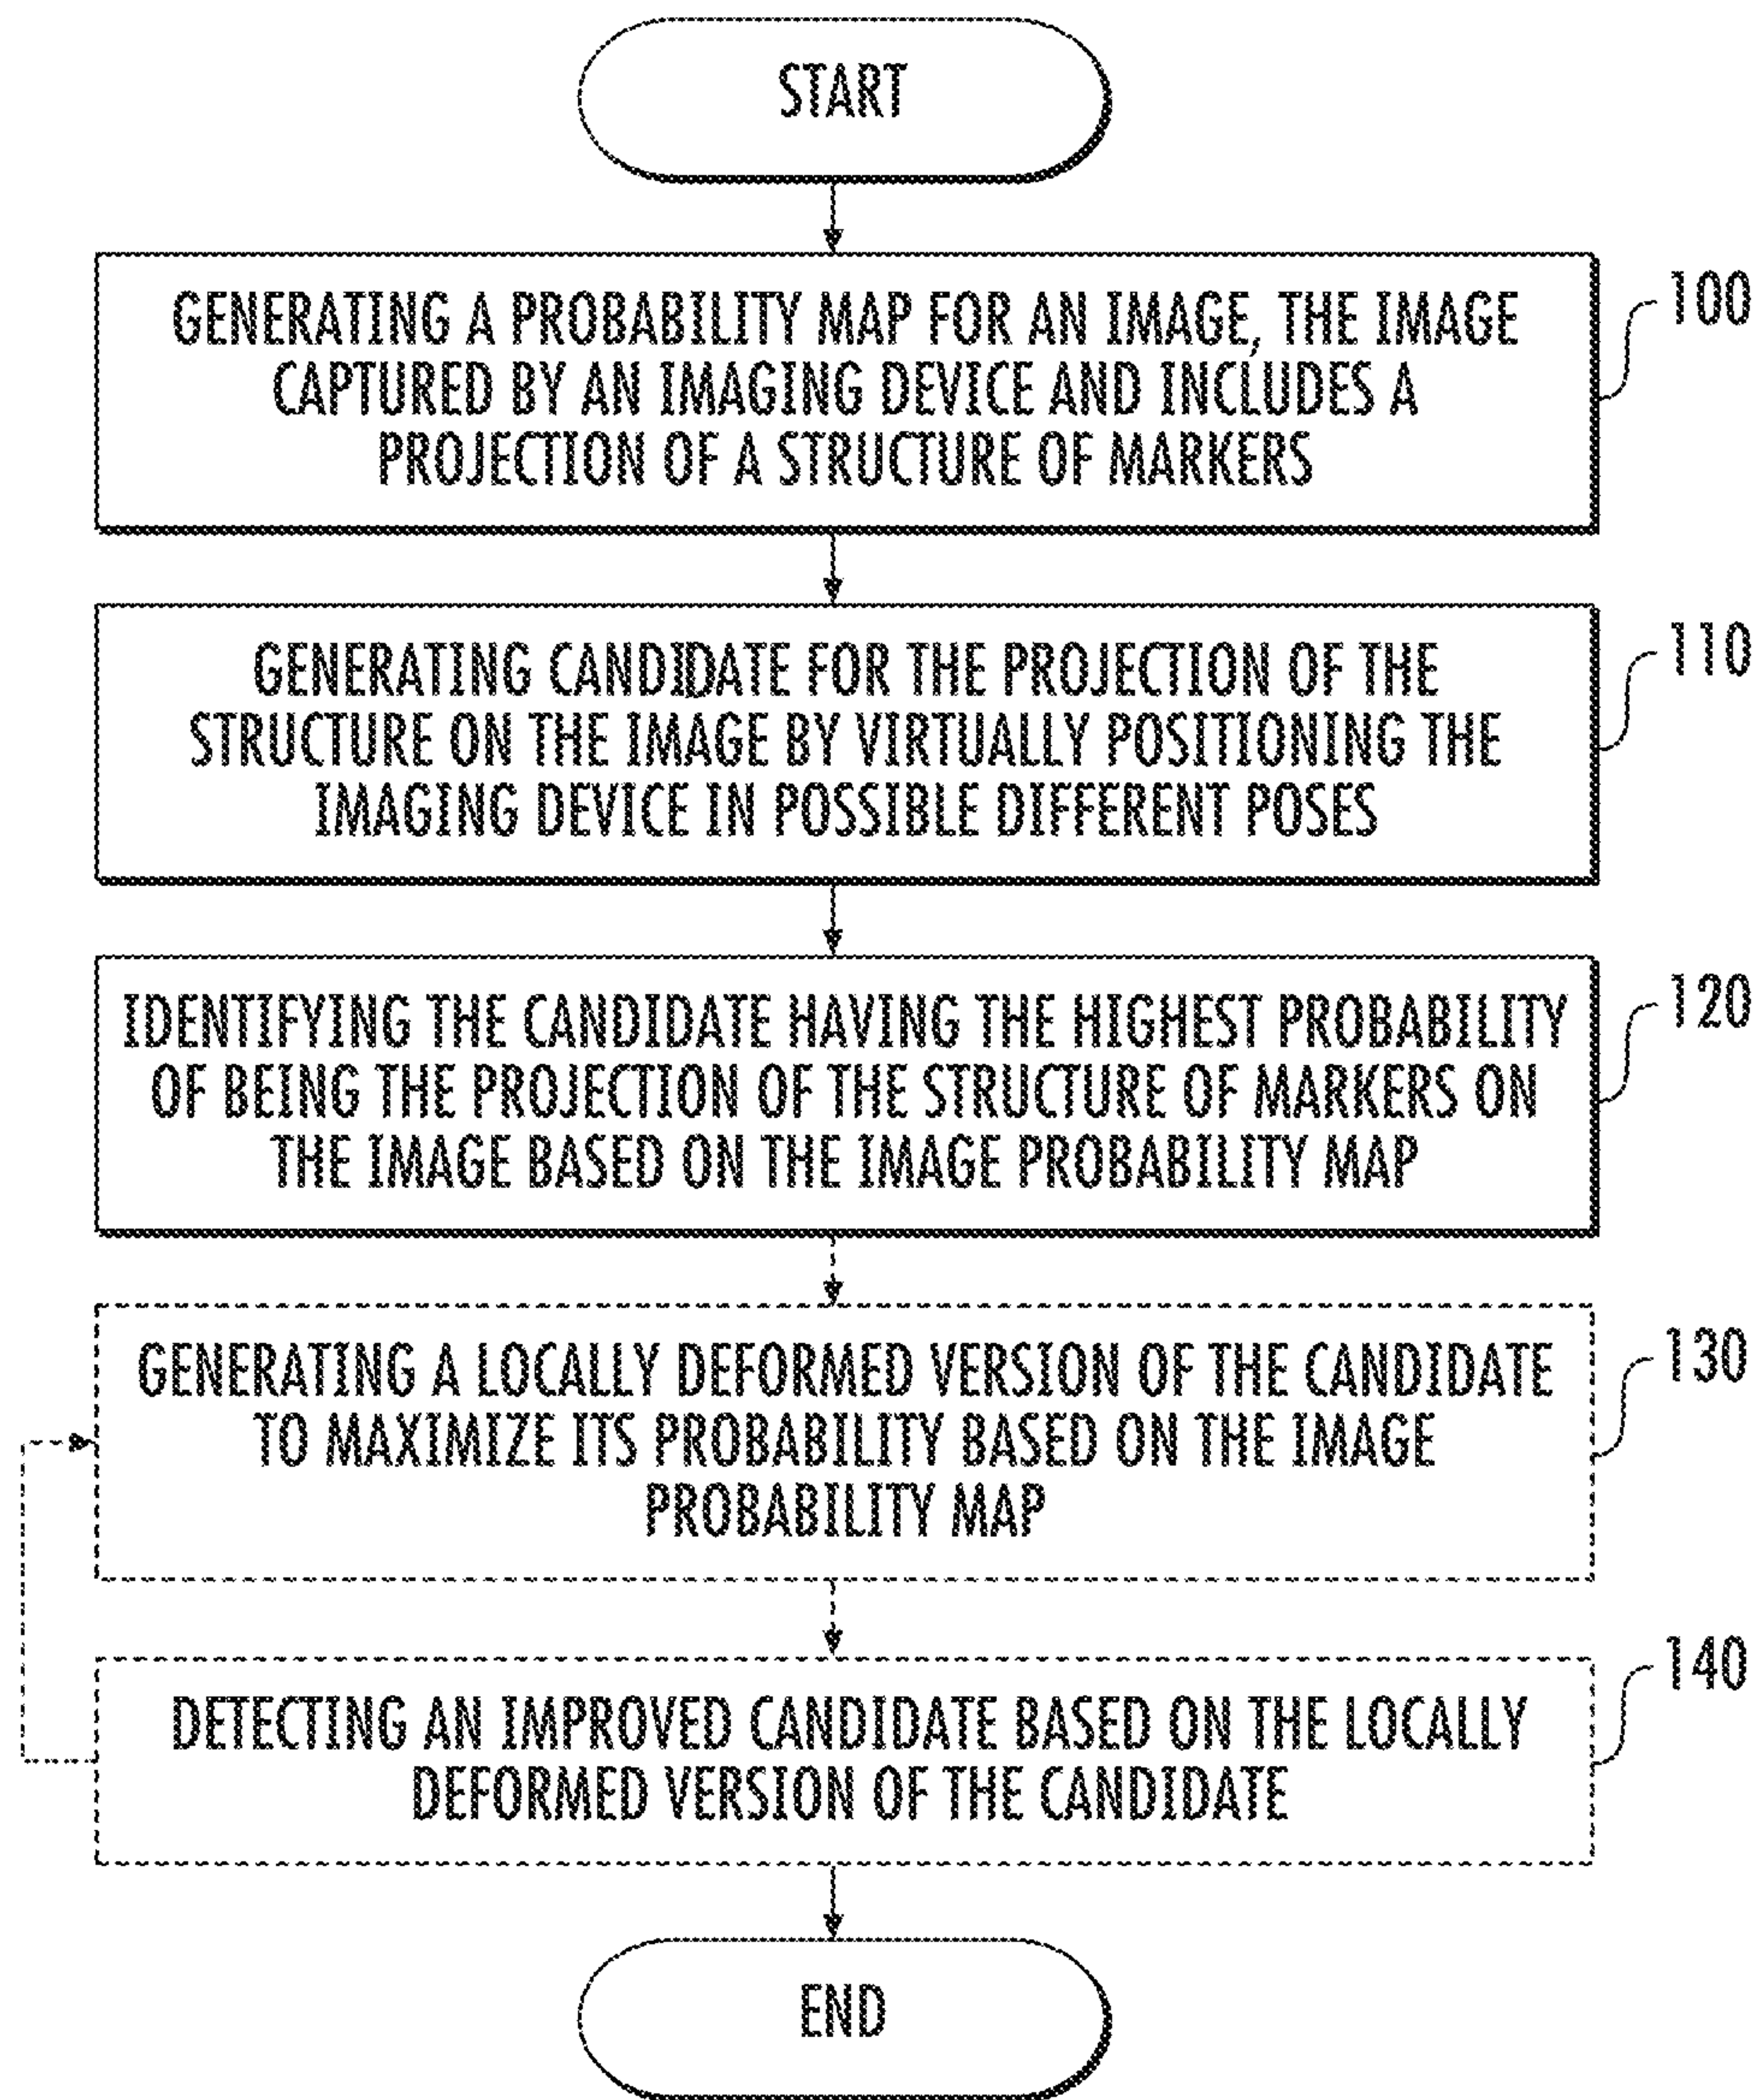 START
GENERATING A PROBABILITY MAP FOR AN IMAGE, THE IMAGE
CAPTURED BY AN IMAGING DEVICE AND INCLUDES A
PROJECTION OF A STRUCTURE OF MARKERS
100
GENERATING CANDIDATE FOR THE PROJECTION OF THE
STRUCTURE ON THE IMAGE BY VIRTUALLY POSITIONING THE
IMAGING DEVICE IN POSSIBLE DIFFERENT POSES
110
IDENTIFYING THE CANDIDATE HAVING THE HIGHEST PROBABILITY
OF BEING THE PROJECTION OF THE STRUCTURE OF MARKERS ON
THE IMAGE BASED ON THE IMAGE PROBABILITY MAP
120
GENERATING A LOCALLY DEFORMED VERSION OF THE CANDIDATE
TO MAXIMIZE ITS PROBABILITY BASED ON THE IMAGE
PROBABILITY MAP
130
DETECTING AN IMPROVED CANDIDATE BASED ON THE LOCALLY
DEFORMED VERSION OF THE CANDIDATE
140
END